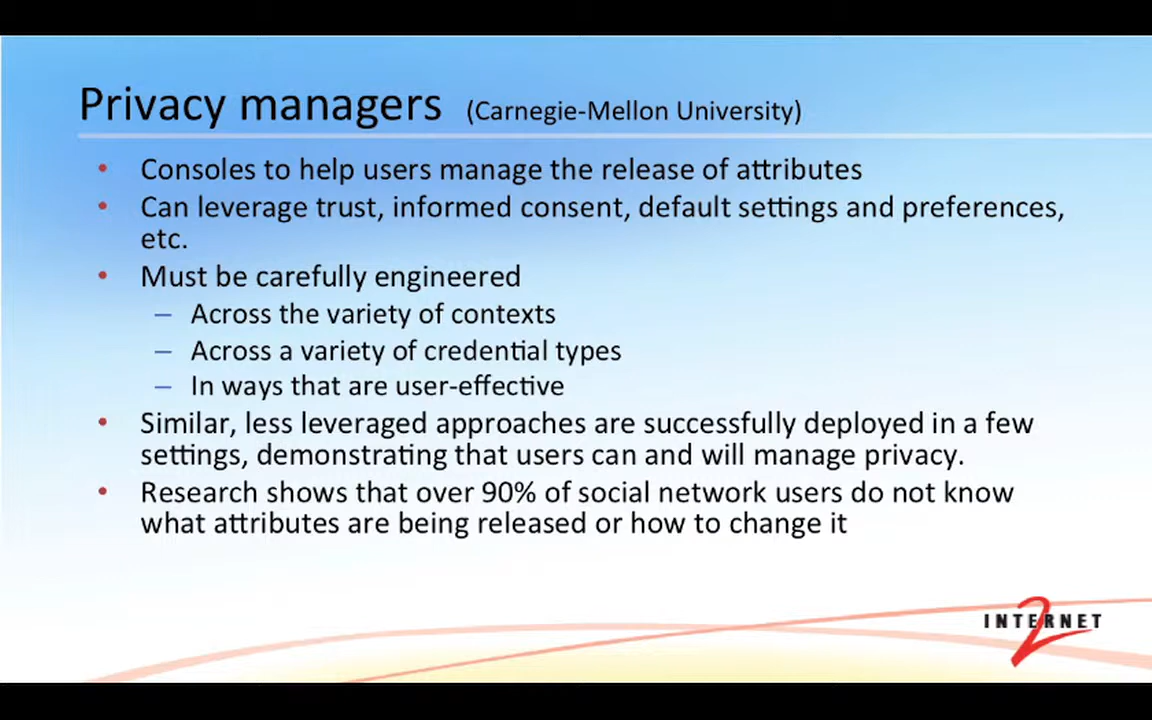 Privacy managers (Carnegie-Mellon University)
• Consoles to help users manage the release of attributes
• Can leverage trust, informed consent, default settings and preferences,
etc.
• Must be carefully engineered
– Across the variety of contexts
– Across a variety of credential types
– In ways that are user-effective
• Similar, less leveraged approaches are successfully deployed in a few
settings, demonstrating that users can and will manage privacy.
• Research shows that over 90% of social network users do not know
what attributes are being released or how to change it
INTERNET 2